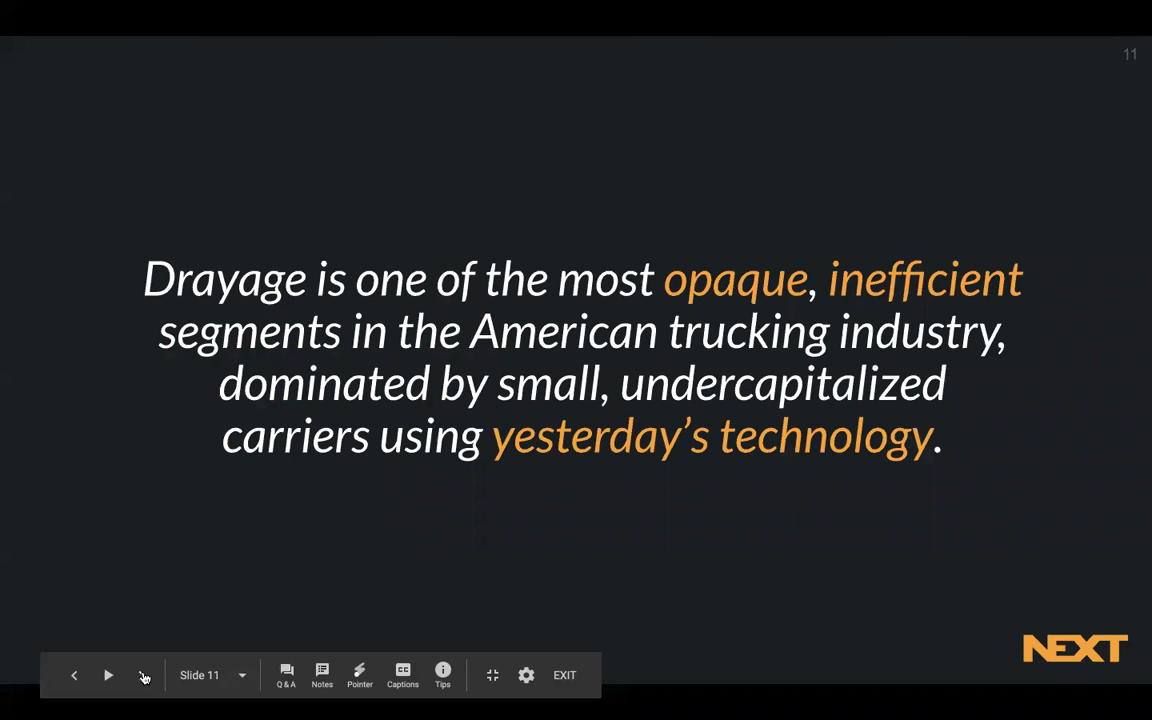 11
Drayage is one of the most opaque, inefficient
segments in the American trucking industry,
dominated by small, undercapitalized
carriers using yesterday’s technology.
NEXT
Slide 11
Q & A
Notes
Pointer
CC
Captions
Tips
EXIT